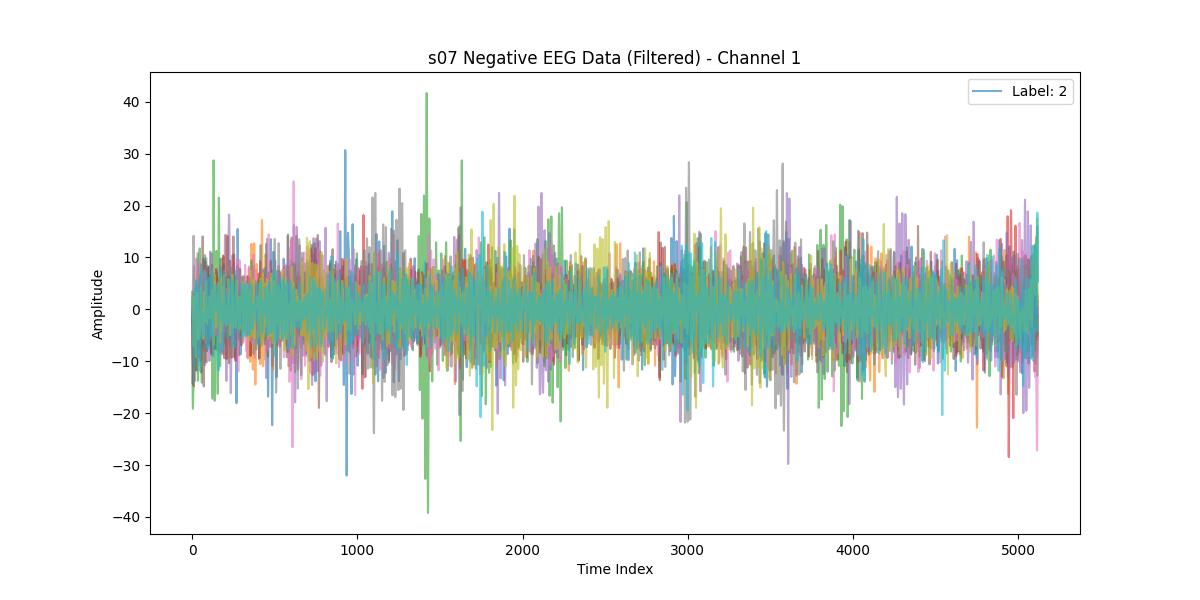 s07 Negative EEG Data (Filtered) - Channel 1
Label: 2
40
30
20
10
0
−10
−20
−30
−40
Amplitude
0 1000 2000 3000 4000 5000
Time Index